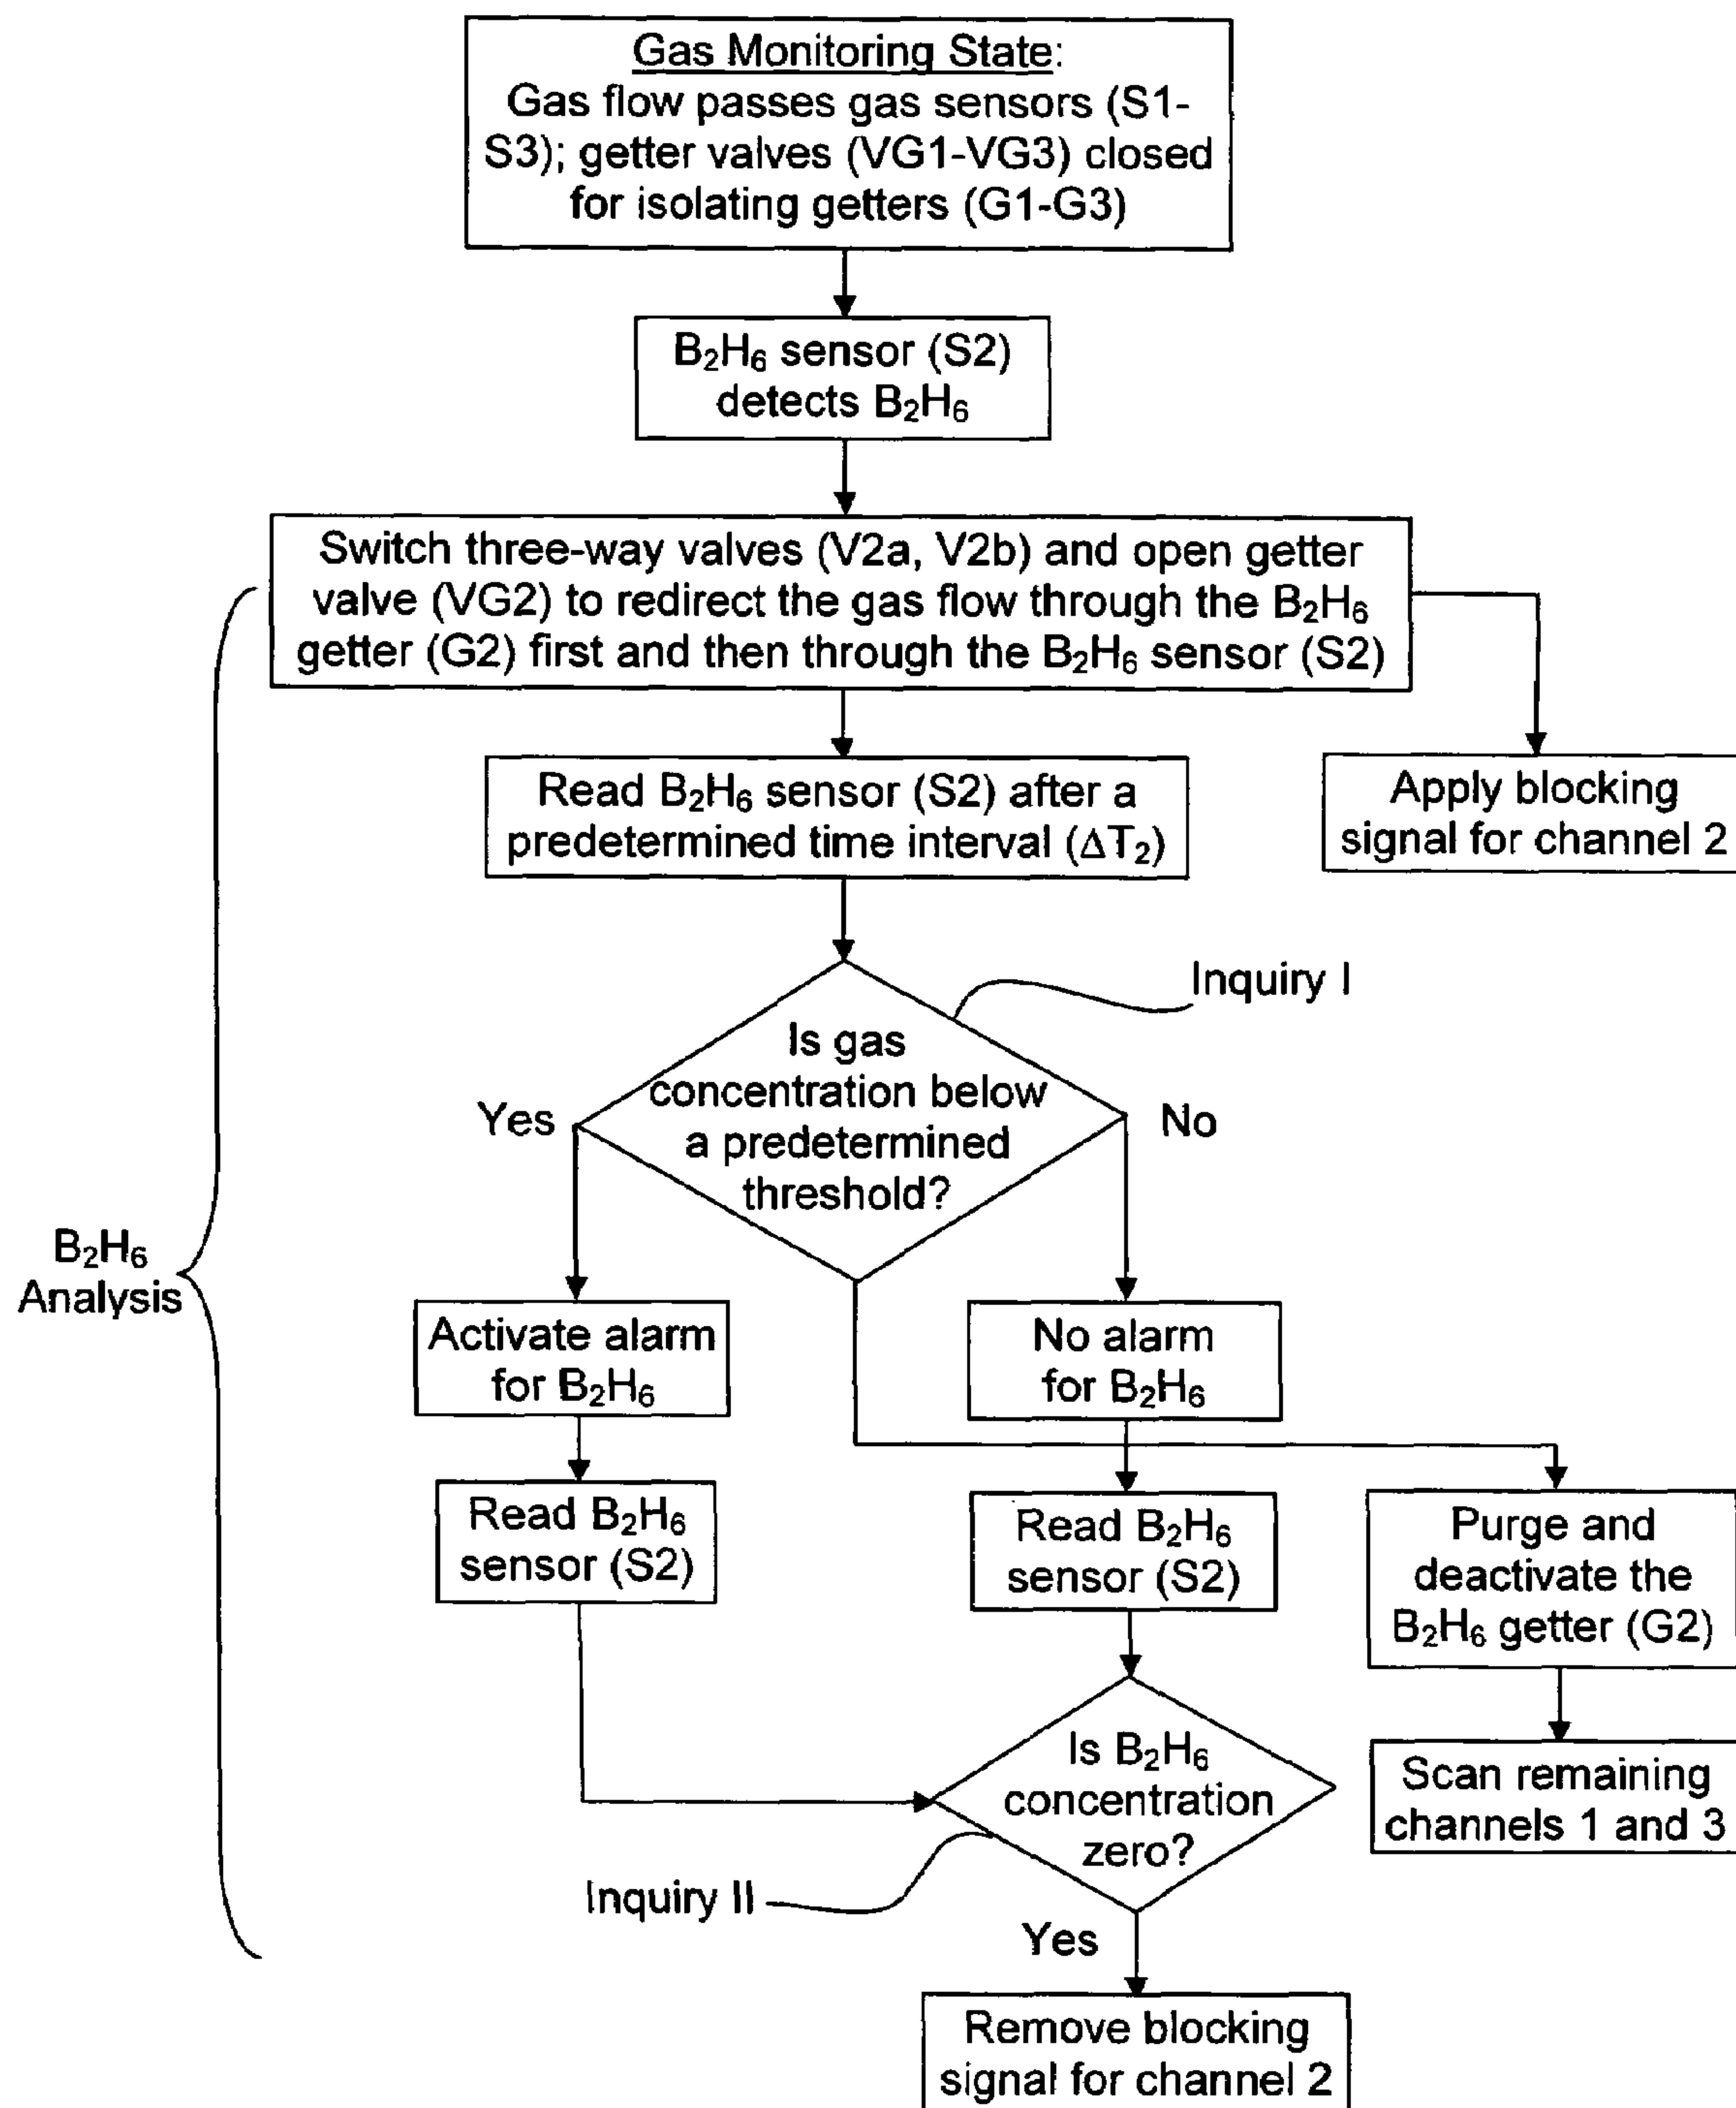 Gas Monitoring State:
Gas flow passes gas sensors (S1-
S3); getter valves (VG1-VG3) closed
for isolating getters (G1-G3)
B₂H₆ sensor (S2)
detects B₂H₆
Switch three-way valves (V2a, V2b) and open getter
valve (VG2) to redirect the gas flow through the B₂H₆
getter (G2) first and then through the B₂H₆ sensor (S2)
Read B₂H₆ sensor (S2) after a
predetermined time interval (ΔT₂)
Apply blocking
signal for channel 2
Inquiry I
Is gas
concentration below
a predetermined
threshold?
Yes
No
B₂H₆
Analysis
Activate alarm
for B₂H₆
No alarm
for B₂H₆
Read B₂H₆
sensor (S2)
Read B₂H₆
sensor (S2)
Purge and
deactivate the
B₂H₆ getter (G2)
Is B₂H₆
concentration
zero?
Scan remaining
channels 1 and 3
Inquiry II
Yes
Remove blocking
signal for channel 2